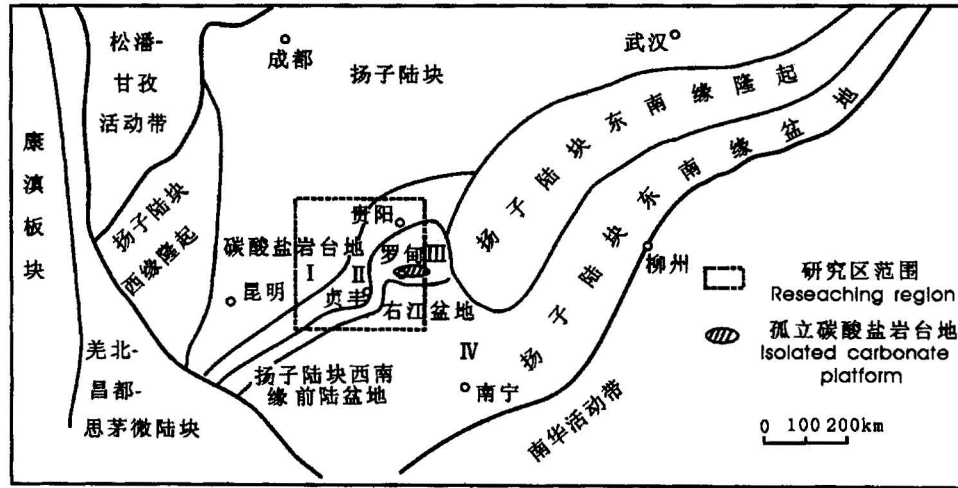 松潘-
甘孜
活动带
成都
武汉
扬子陆块
康滇板块
扬子陆块东南缘隆起
扬子陆块东南缘盆地
扬子陆块
西缘隆起
贵阳
碳酸盐岩台地
罗甸
Ⅲ
Ⅰ
Ⅱ
昆明
贞丰
右江盆地
柳州
研究区范围
Reseaching region
孤立碳酸盐岩台地
Isolated carbonate
platform
Ⅳ
羌北-
昌都-
思茅微陆块
扬子陆块西南
缘前陆盆地
南宁
南华活动带
0 100 200km